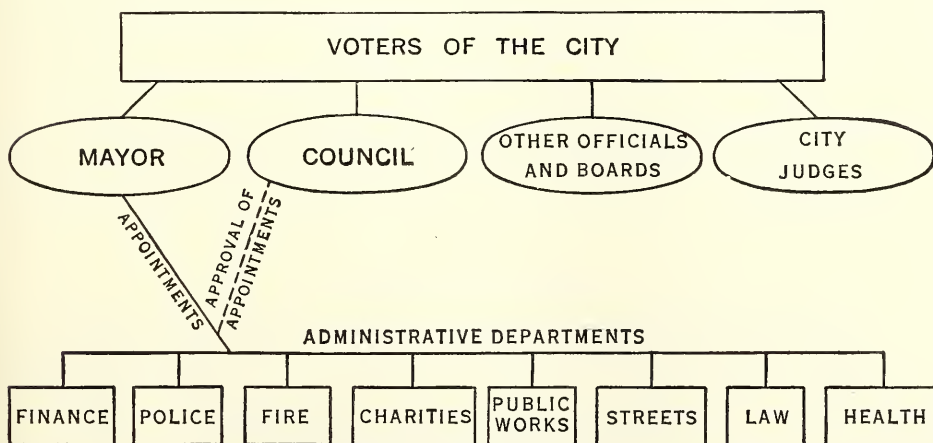 VOTERS OF THE CITY
MAYOR
COUNCIL
OTHER OFFICIALS
AND BOARDS
CITY
JUDGES
APPOINTMENTS
APPROVAL OF
APPOINTMENTS
ADMINISTRATIVE DEPARTMENTS
FINANCE
POLICE
FIRE
CHARITIES
PUBLIC
WORKS
STREETS
LAW
HEALTH